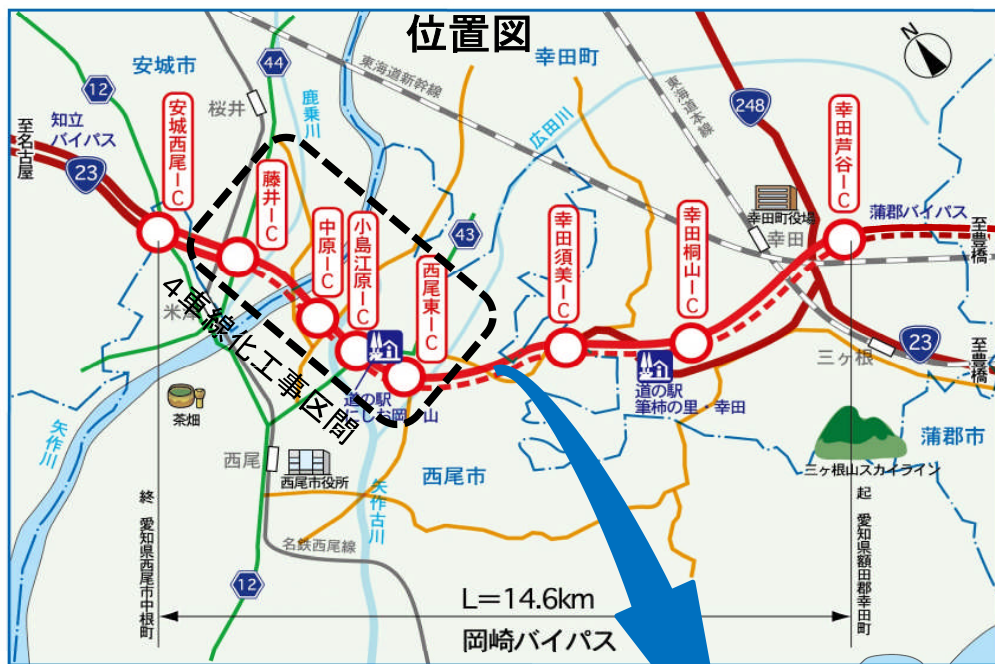 位置図
安城市
44
幸田町
N
12
桜井
鹿乗川
矢作川
東海道新幹線
広田川
東海道本線
248
至名古屋
知立
バイパス
23
安城西尾IC
藤井IC
中原IC
小島江原IC
西尾東IC
43
幸田須美IC
幸田桐山IC
幸田芦谷IC
幸田町役場
幸田
蒲郡バイパス
至豊橋
4車線化工事区間
道の駅
道の駅
筆柿の里・幸田
三ヶ根
23
至豊橋
茶畑
矢作川
西尾
西尾市役所
矢作古川
西尾市
蒲郡市
三ヶ根山スカイライン
名鉄西尾線
12
終 愛知県西尾市中根町
起 愛知県額田郡幸田町
L=14.6km
岡崎バイパス